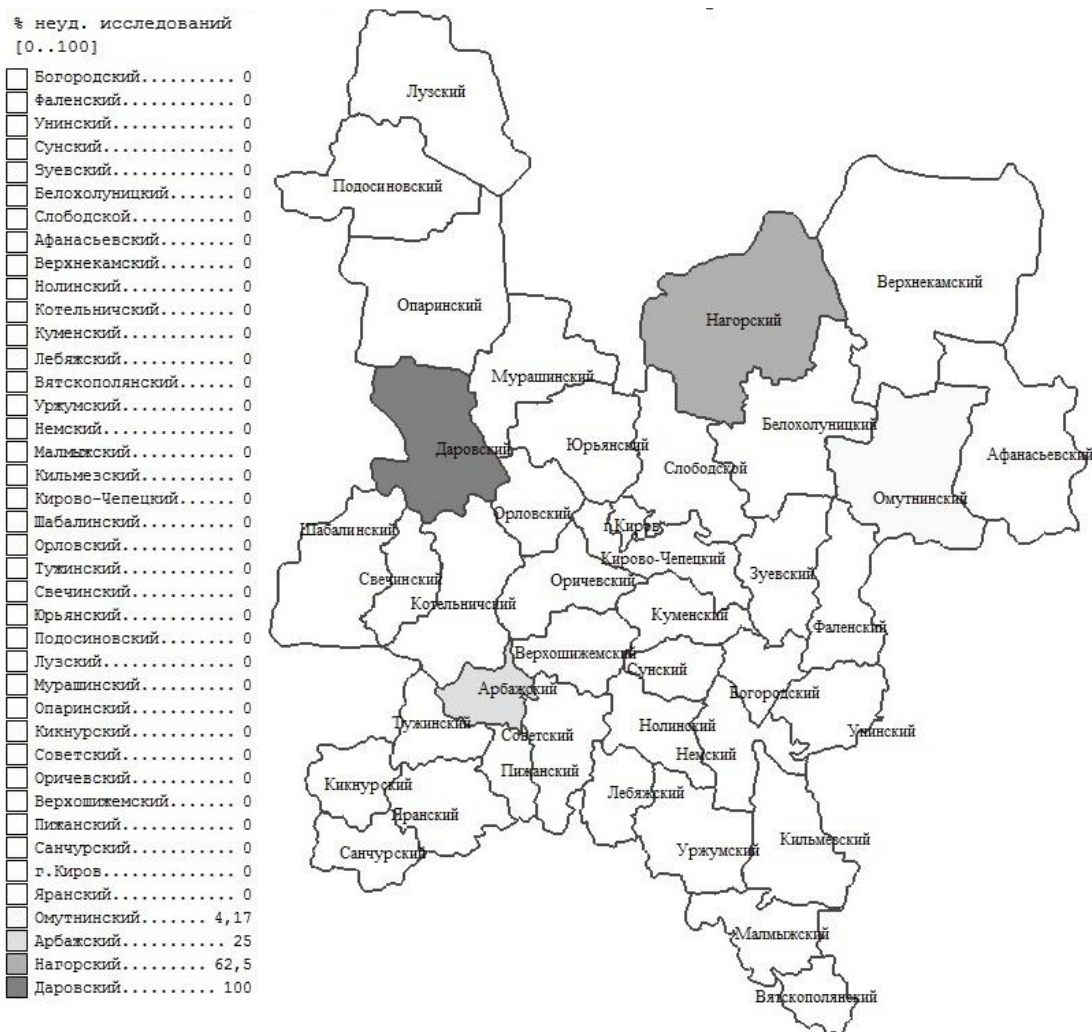 % неуд. исследований
[0..100]
Богородский.......... 0
Фаленский............ 0
Унинский............. 0
Сунский.............. 0
Зуевский............. 0
Белохолуницкий....... 0
Слободской........... 0
Афанасьевский........ 0
Верхнекамский........ 0
Нолинский............ 0
Котельничский........ 0
Куменский............ 0
Лебяжский............ 0
Вятскополянский...... 0
Уржумский............ 0
Немский.............. 0
Малмыжский........... 0
Кильмезский.......... 0
Кирово-Чепецкий...... 0
Шабалинский.......... 0
Орловский............ 0
Тужинский............ 0
Свечинский........... 0
Юрьянский............ 0
Подосиновский........ 0
Лузский.............. 0
Мурашинский.......... 0
Опаринский........... 0
Кикнурский........... 0
Советский............ 0
Оричевский........... 0
Верхошижемский....... 0
Пижанский............ 0
Санчурский........... 0
г.Киров.............. 0
Яранский............. 0
Омутнинский....... 4,17
Арбажский........... 25
Нагорский......... 62,5
Даровский.......... 100
Лузский
Подосиновский
Верхнекамский
Опаринский
Нагорский
Мурашинский
Белохолуницкий
Юрьянский
Даровский
Афанасьевский
Слободской
Омутнинский
Орловский
г.Киров
Шабалинский
Кирово-Чепецкий
Зуевский
Свечинский
Оричевский
Котельничский
Куменский
Фаленский
Верхошижемский
Сунский
Арбажский
Богородский
Тужинский
Нолинский
Унинский
Советский
Немский
Пижанский
Кикнурский
Лебяжский
Яранский
Кильмезский
Санчурский
Уржумский
Малмыжский
Вятскополянский